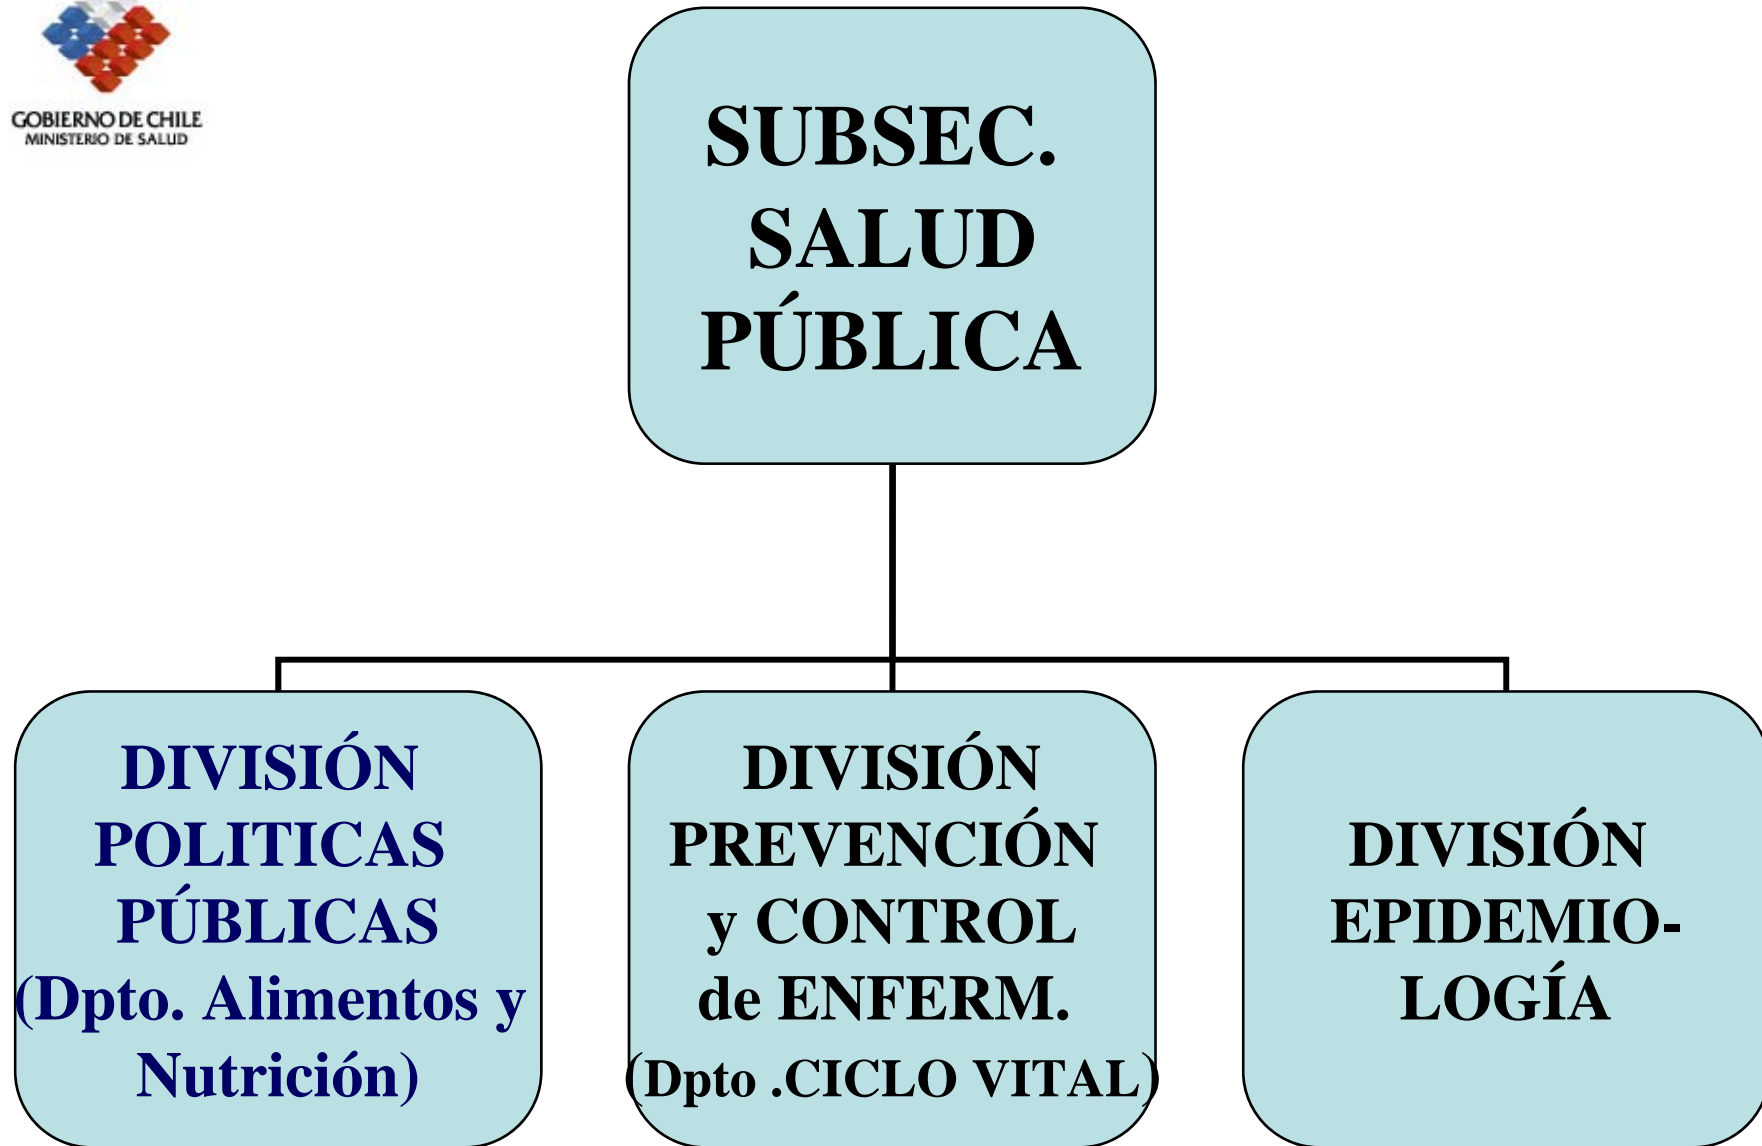 GOBIERNO DE CHILE
MINISTERIO DE SALUD
SUBSEC.
SALUD
PÚBLICA
DIVISIÓN
POLITICAS
PÚBLICAS
(Dpto. Alimentos y
Nutrición)
DIVISIÓN
PREVENCIÓN
y CONTROL
de ENFERM.
(Dpto .CICLO VITAL)
DIVISIÓN
EPIDEMIO-
LOGÍA